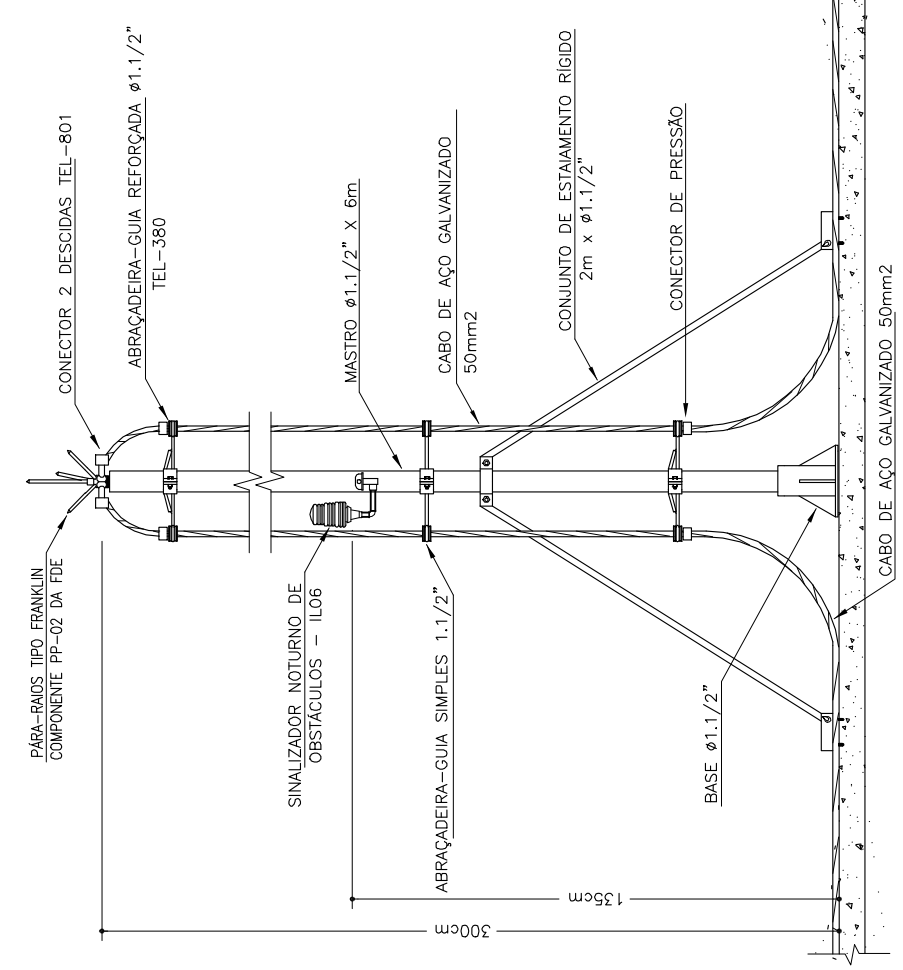 PÁRA-RAIOS TIPO FRANKLIN
COMPONENTE PP-02 DA FDE
CONECTOR 2 DESCIDAS TEL-801
ABRAÇADEIRA-GUIA REFORÇADA ø1.1/2"
TEL-380
SINALIZADOR NOTURNO DE
OBSTÁCULOS - IL06
MASTRO ø1.1/2" X 6m
ABRAÇADEIRA-GUIA SIMPLES 1.1/2"
CABO DE AÇO GALVANIZADO
50mm2
CONJUNTO DE ESTAIAMENTO RÍGIDO
2m x ø1.1/2"
CONECTOR DE PRESSÃO
BASE ø1.1/2"
CABO DE AÇO GALVANIZADO 50mm2
135cm
300cm